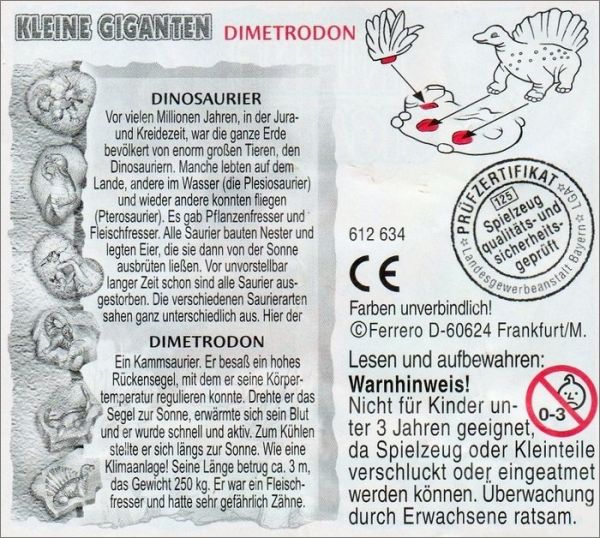 KLEINE GIGANTEN DIMETRODON
DINOSAURIER
Vor vielen Millionen Jahren, in der Jura-
und Kreidezeit, war die ganze Erde
bevölkert von enorm großen Tieren, den
Dinosauriern. Manche lebten auf dem
Lande, andere im Wasser (die Plesiosaurier)
und wieder andere konnten fliegen
(Pterosaurier). Es gab Pflanzenfresser und
Fleischfresser. Alle Saurier bauten Nester und
legten Eier, die sie dann von der Sonne
ausbrüten ließen. Vor unvorstellbar
langer Zeit schon sind alle Saurier aus-
gestorben. Die verschiedenen Saurierarten
sahen ganz unterschiedlich aus. Hier der
DIMETRODON
Ein Kammsaurier. Er besaß ein hohes
Rückensegel, mit dem er seine Körper-
temperatur regulieren konnte. Drehte er das
Segel zur Sonne, erwärmte sich sein Blut
und er wurde schnell und aktiv. Zum Kühlen
stellte er sich längs zur Sonne. Wie eine
Klimaanlage! Seine Länge betrug ca. 3 m,
das Gewicht 250 kg. Er war ein Fleisch-
fresser und hatte sehr gefährlich Zähne.
PRÜFZERTIFIKAT
LGA
125
Spielzeug
qualitäts- und
sicherheits-
geprüft
Landesgewerbeanstalt Bayern
612 634
CE
Farben unverbindlich!
©Ferrero D-60624 Frankfurt/M.
Lesen und aufbewahren:
Warnhinweis!
0-3
Nicht für Kinder un-
ter 3 Jahren geeignet,
da Spielzeug oder Kleinteile
verschluckt oder eingeatmet
werden können. Überwachung
durch Erwachsene ratsam.